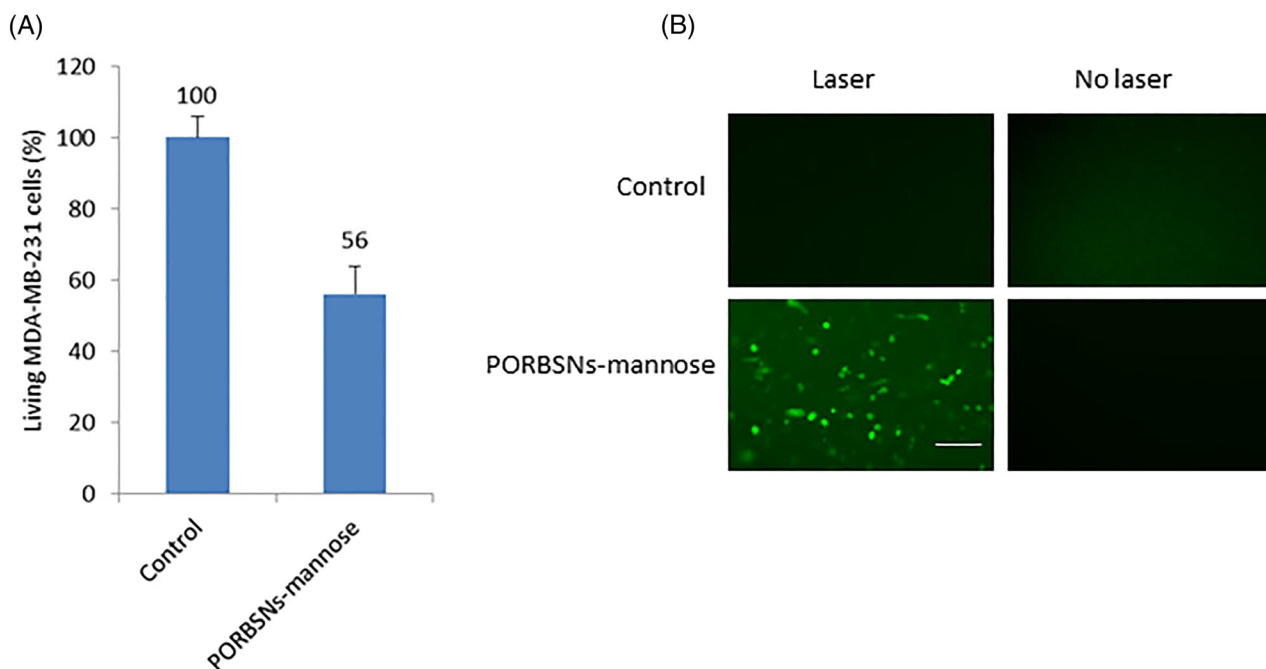 (A)
Living MDA-MB-231 cells (%)
120
100
80
60
40
20
0
100
56
Control
PORBSNs-mannose
(B)
Laser
No laser
Control
PORBSNs-mannose